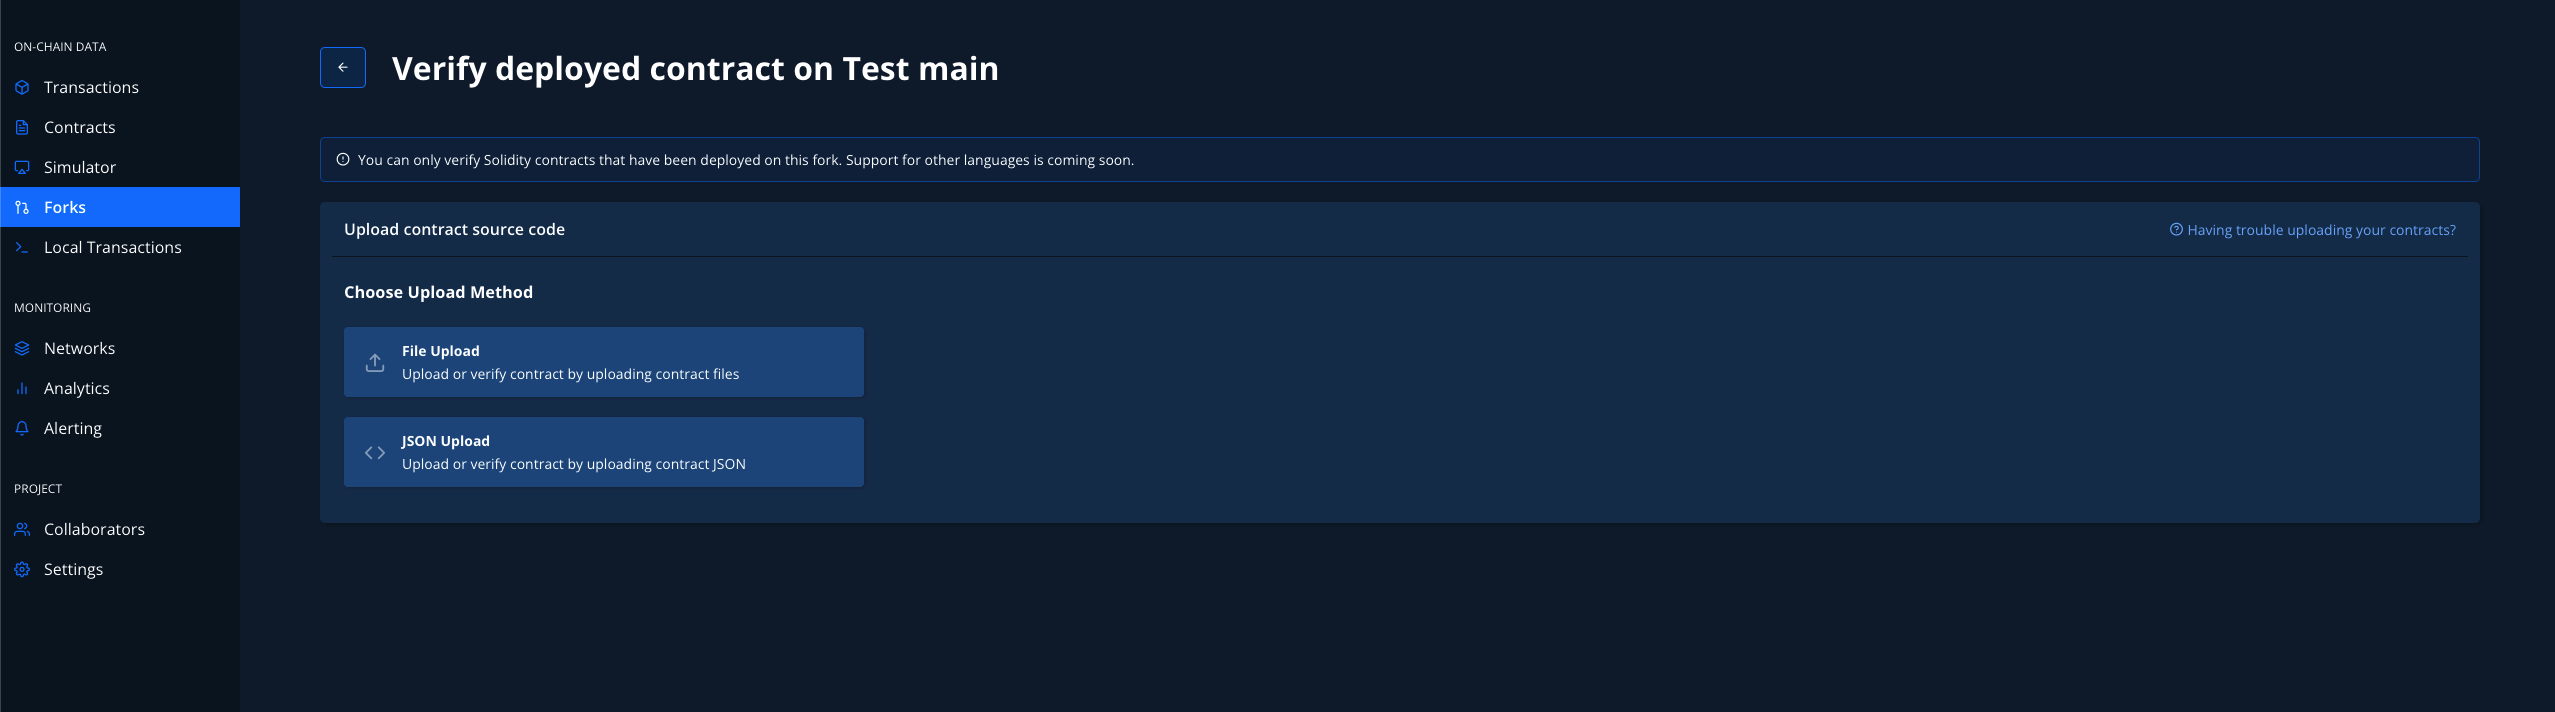 ON-CHAIN DATA
Transactions
Contracts
Simulator
Forks
Local Transactions
MONITORING
Networks
Analytics
Alerting
PROJECT
Collaborators
Settings
Verify deployed contract on Test main
You can only verify Solidity contracts that have been deployed on this fork. Support for other languages is coming soon.
Upload contract source code
Having trouble uploading your contracts?
Choose Upload Method
File Upload
Upload or verify contract by uploading contract files
JSON Upload
Upload or verify contract by uploading contract JSON